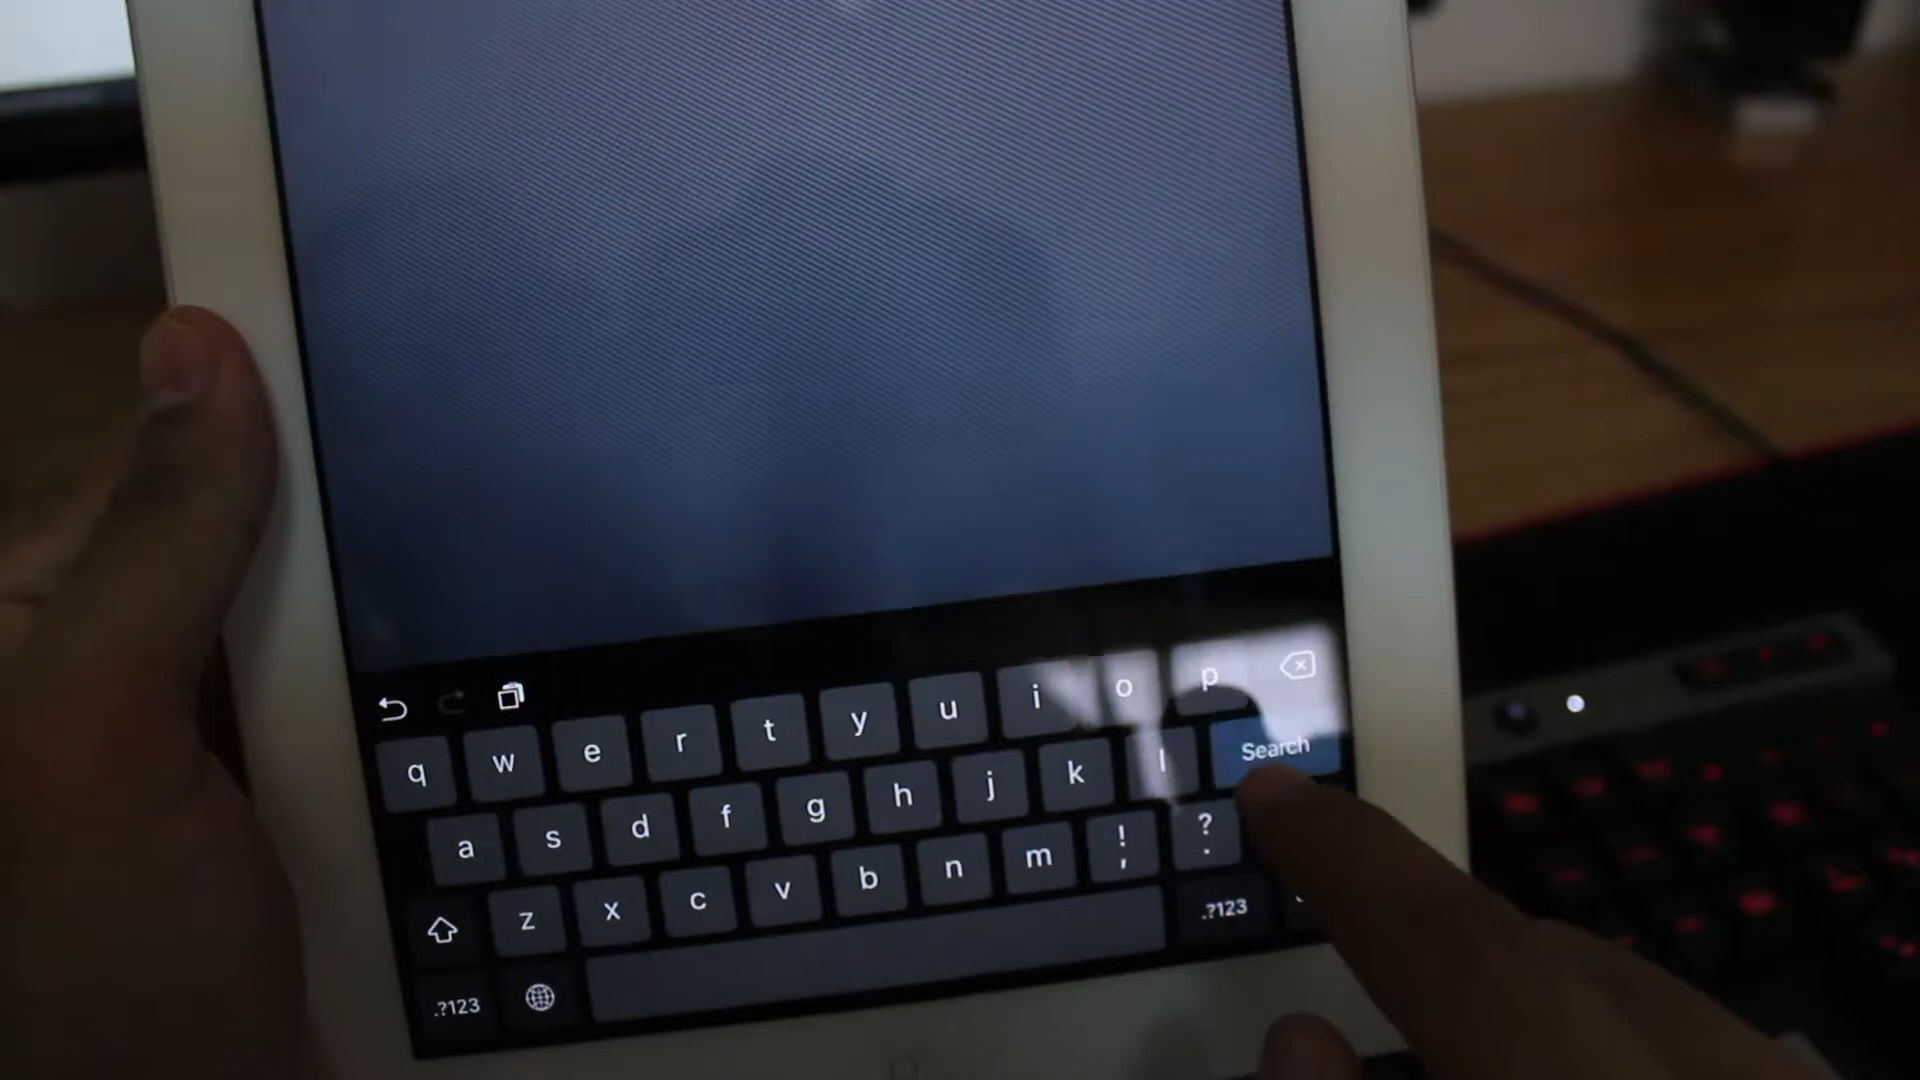 q w e r t y u i o p
a s d f g h j k l Search
z x c v b n m ! , ? .
.?123 .?123